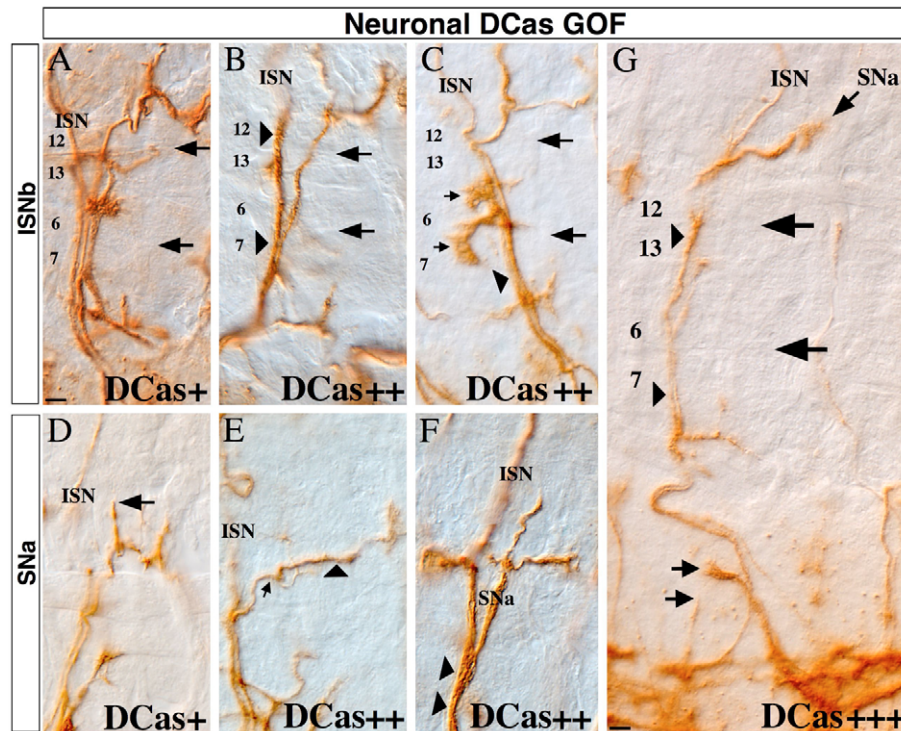 Neuronal DCas GOF
ISNb
A
ISN
12
13
6
7
DCas+
B
ISN
12
13
6
7
DCas++
C
ISN
12
13
6
7
DCas++
G
ISN
SNa
12
13
6
7
DCas+++
SNa
D
ISN
DCas+
E
ISN
DCas++
F
ISN
SNa
DCas++